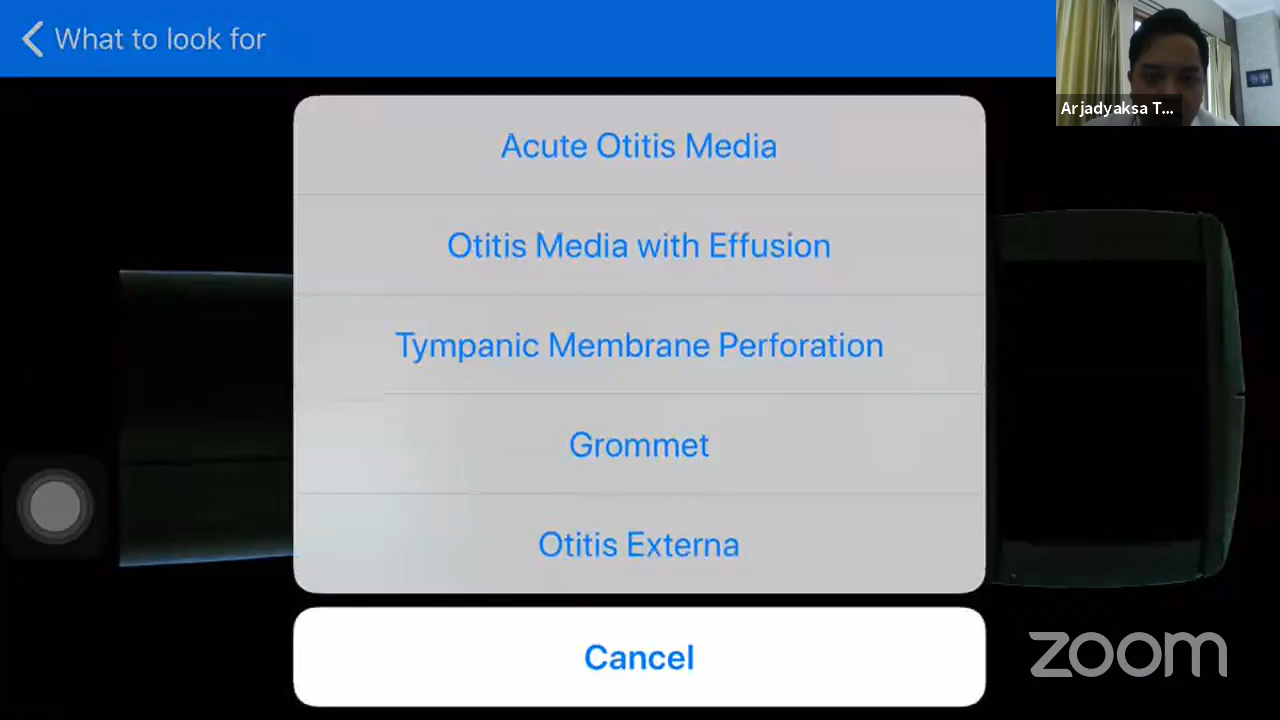 What to look for
Arjadyaksa T...
Acute Otitis Media
Otitis Media with Effusion
Tympanic Membrane Perforation
Grommet
Otitis Externa
Cancel
zoom